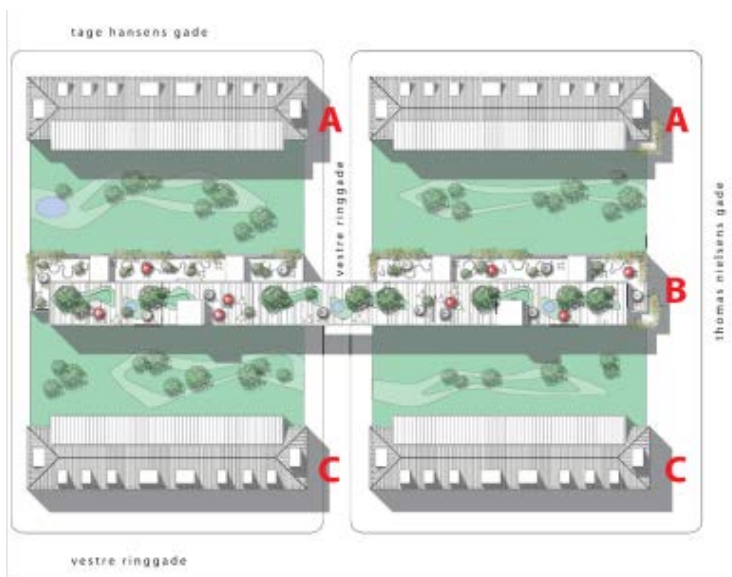 tage hansens gade
A
A
vestre ringgade
B
thomas nielsens gade
C
C
vestre ringgade